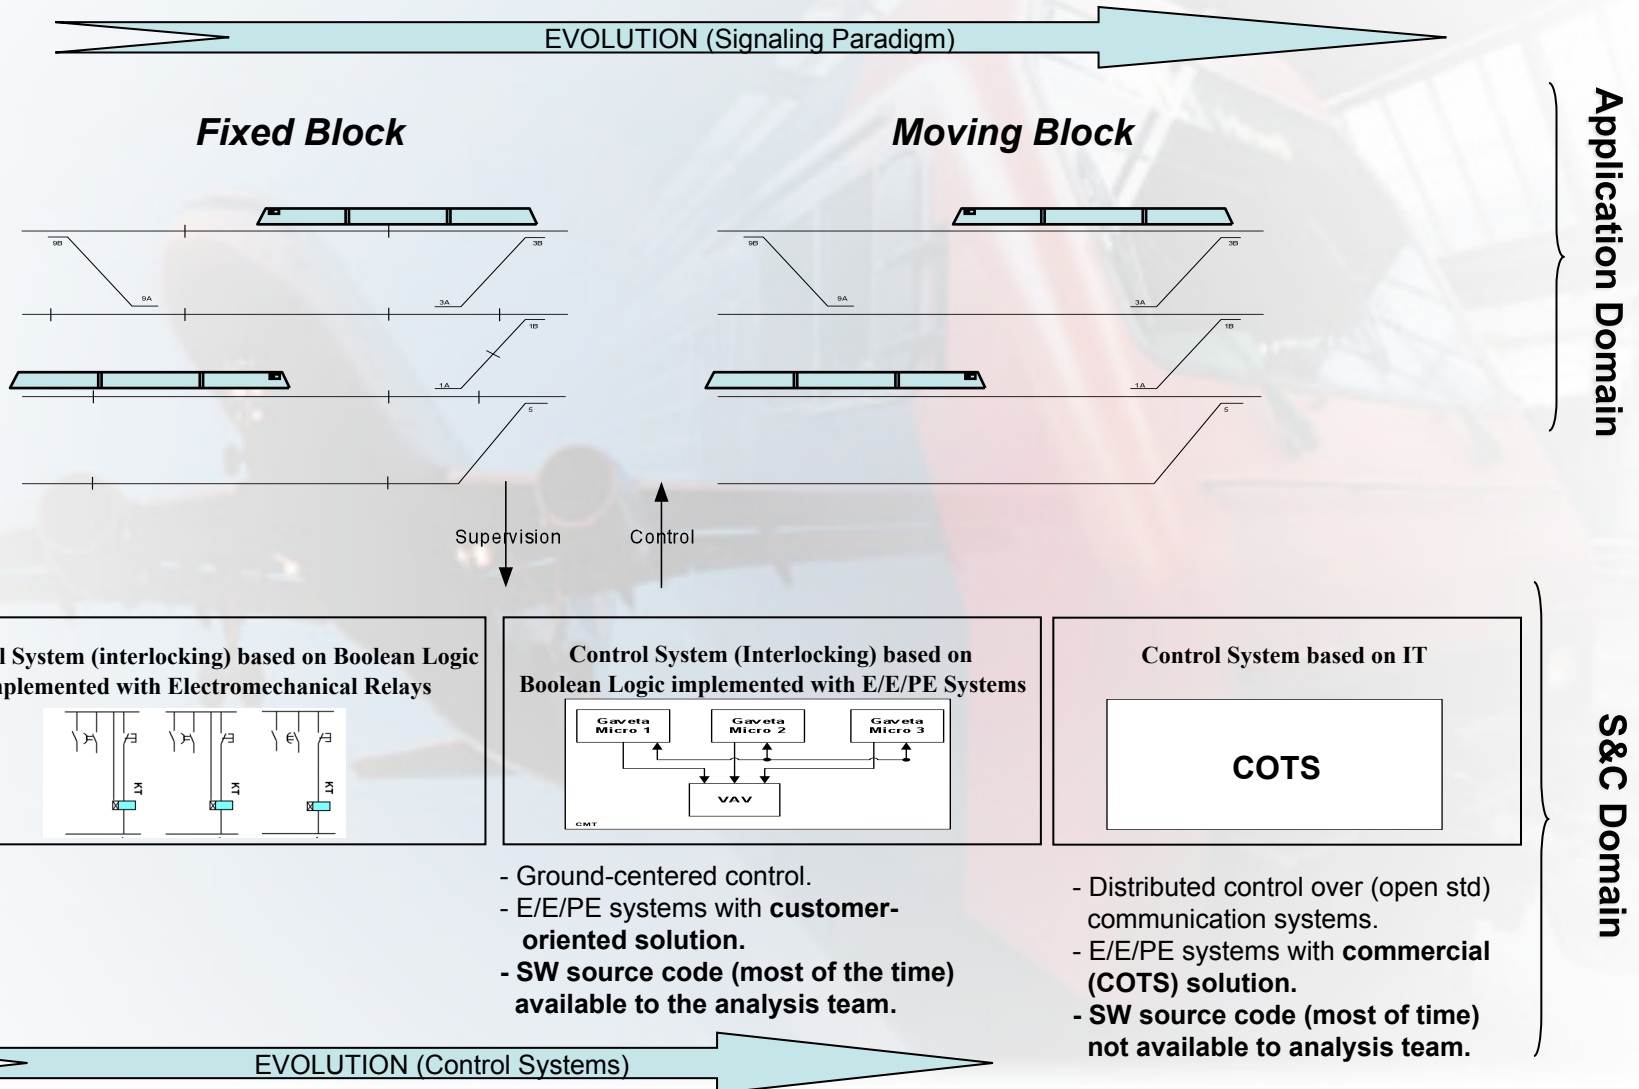 EVOLUTION (Signaling Paradigm)
Fixed Block
Moving Block
Application Domain
9B
3B
9A
3A
1B
1A
5
9B
3B
9A
3A
1B
1A
5
Supervision
Control
l System (interlocking) based on Boolean Logic
plemented with Electromechanical Relays
KT
KT
KT
Control System (Interlocking) based on
Boolean Logic implemented with E/E/PE Systems
Gaveta
Micro 1
Gaveta
Micro 2
Gaveta
Micro 3
VAV
CMT
Control System based on IT
COTS
S&C Domain
- Ground-centered control.
- E/E/PE systems with customer-
oriented solution.
- SW source code (most of the time)
available to the analysis team.
- Distributed control over (open std)
communication systems.
- E/E/PE systems with commercial
(COTS) solution.
- SW source code (most of time)
not available to analysis team.
EVOLUTION (Control Systems)